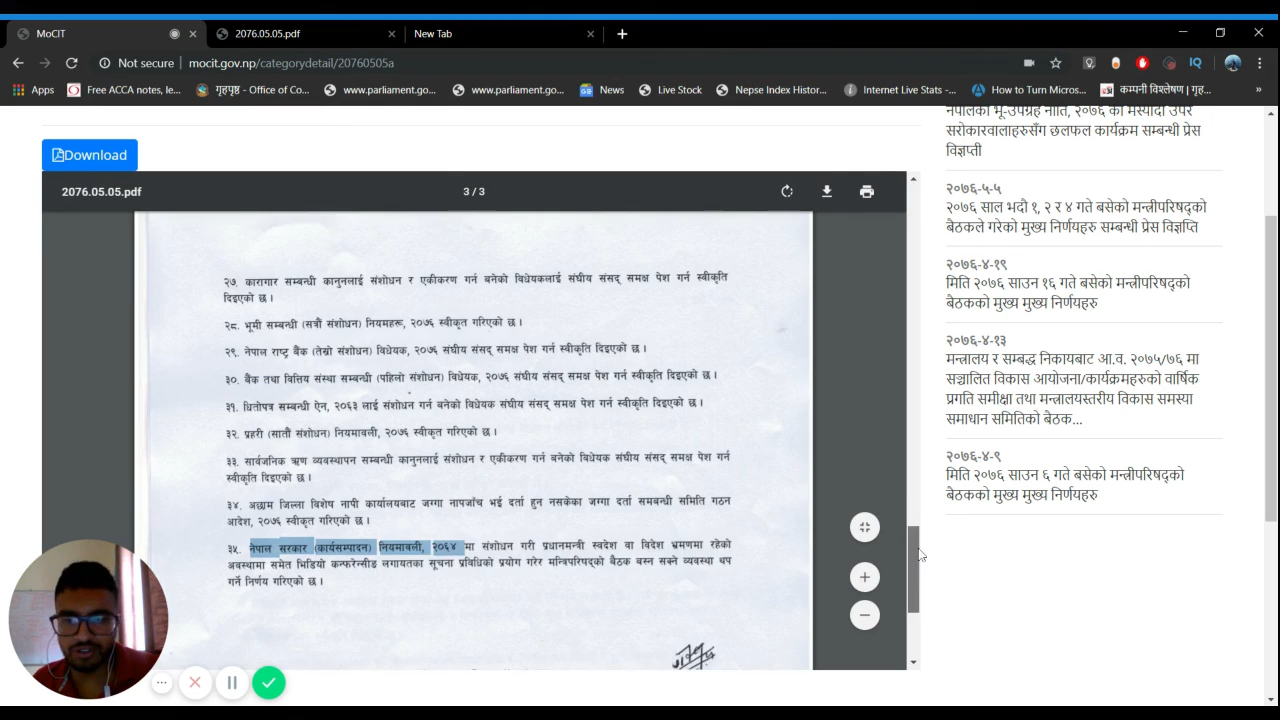 MoCIT
2076.05.05.pdf
New Tab
Not secure | mocit.gov.np/categorydetail/20760505a
Apps
Free ACCA notes, le...
गृहपृष्ठ - Office of Co...
www.parliament.go...
www.parliament.go...
News
Live Stock
Nepse Index Histor...
Internet Live Stats -...
How to Turn Micros...
कम्पनी विश्लेषण | गृह...
»
Download
2076.05.05.pdf
3 / 3
२७. कारागार सम्बन्धी कानुनलाई संशोधन र एकीकरण गर्न बनेको विधेयकलाई संघीय संसद् समक्ष पेश गर्न स्वीकृति
दिइएको छ ।
२८. भूमी सम्बन्धी (सत्रौं संशोधन) नियमहरू, २०७६ स्वीकृत गरिएको छ ।
२९. नेपाल राष्ट्र बैंक (तेस्रो संशोधन) विधेयक, २०७६ संघीय संसद् समक्ष पेश गर्न स्वीकृति दिइएको छ ।
३०. बैंक तथा वित्तिय संस्था सम्बन्धी (पहिलो संशोधन) विधेयक, २०७६ संघीय संसद् समक्ष पेश गर्न स्वीकृति दिइएको छ ।
३१. धितोपत्र सम्बन्धी ऐन, २०६३ लाई संशोधन गर्न बनेको विधेयक संघीय संसद् समक्ष पेश गर्न स्वीकृति दिइएको छ ।
३२. प्रहरी (सातौं संशोधन) नियमावली, २०७६ स्वीकृत गरिएको छ ।
३३. सार्वजनिक ऋण व्यवस्थापन सम्बन्धी कानुनलाई संशोधन र एकीकरण गर्न बनेको विधेयक संघीय संसद् समक्ष पेश गर्न
स्वीकृति दिइएको छ ।
३४. अछाम जिल्ला विशेष नापी कार्यालयबाट जग्गा नापजाँच भई दर्ता हुन नसकेका जग्गा दर्ता समबन्धी समिति गठन
आदेश, २०७६ स्वीकृत गरिएको छ ।
३५. नेपाल सरकार (कार्यसम्पादन) नियमावली, २०६४ मा संशोधन गरी प्रधानमन्त्री स्वदेश वा विदेश भ्रमणमा रहेको
अवस्थामा समेत भिडियो कन्फरेन्सीङ लगायतका सूचना प्रविधिको प्रयोग गरेर मन्त्रिपरिषद्को बैठक बस्न सक्ने व्यवस्था थप
गर्ने निर्णय गरिएको छ ।
नेपालको भू-उपग्रह नीति, २०७६ को मस्यौदा उपर
सरोकारवालाहरुसँग छलफल कार्यक्रम सम्बन्धी प्रेस
विज्ञप्ती
२०७६-५-५
२०७६ साल भदौ १, २ र ४ गते बसेको मन्त्रीपरिषद्को
बैठकले गरेको मुख्य निर्णयहरु सम्बन्धी प्रेस विज्ञप्ति
२०७६-४-१९
मिति २०७६ साउन १६ गते बसेको मन्त्रीपरिषद्को
बैठकको मुख्य मुख्य निर्णयहरु
२०७६-४-१३
मन्त्रालय र सम्बद्ध निकायबाट आ.व. २०७५/७६ मा
सञ्चालित विकास आयोजना/कार्यक्रमहरुको वार्षिक
प्रगति समीक्षा तथा मन्त्रालयस्तरीय विकास समस्या
समाधान समितिको बैठक...
२०७६-४-९
मिति २०७६ साउन ६ गते बसेको मन्त्रीपरिषद्को
बैठकको मुख्य मुख्य निर्णयहरु